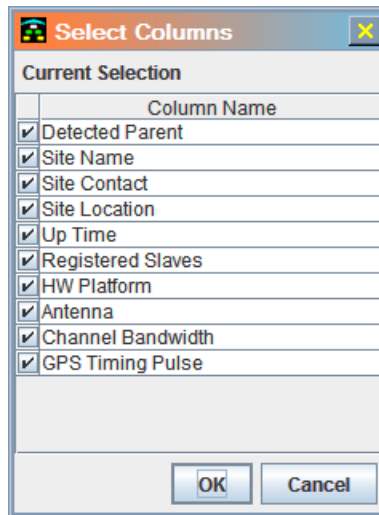 Select Columns
Current Selection
Column Name
Detected Parent
Site Name
Site Contact
Site Location
Up Time
Registered Slaves
HW Platform
Antenna
Channel Bandwidth
GPS Timing Pulse
OK Cancel